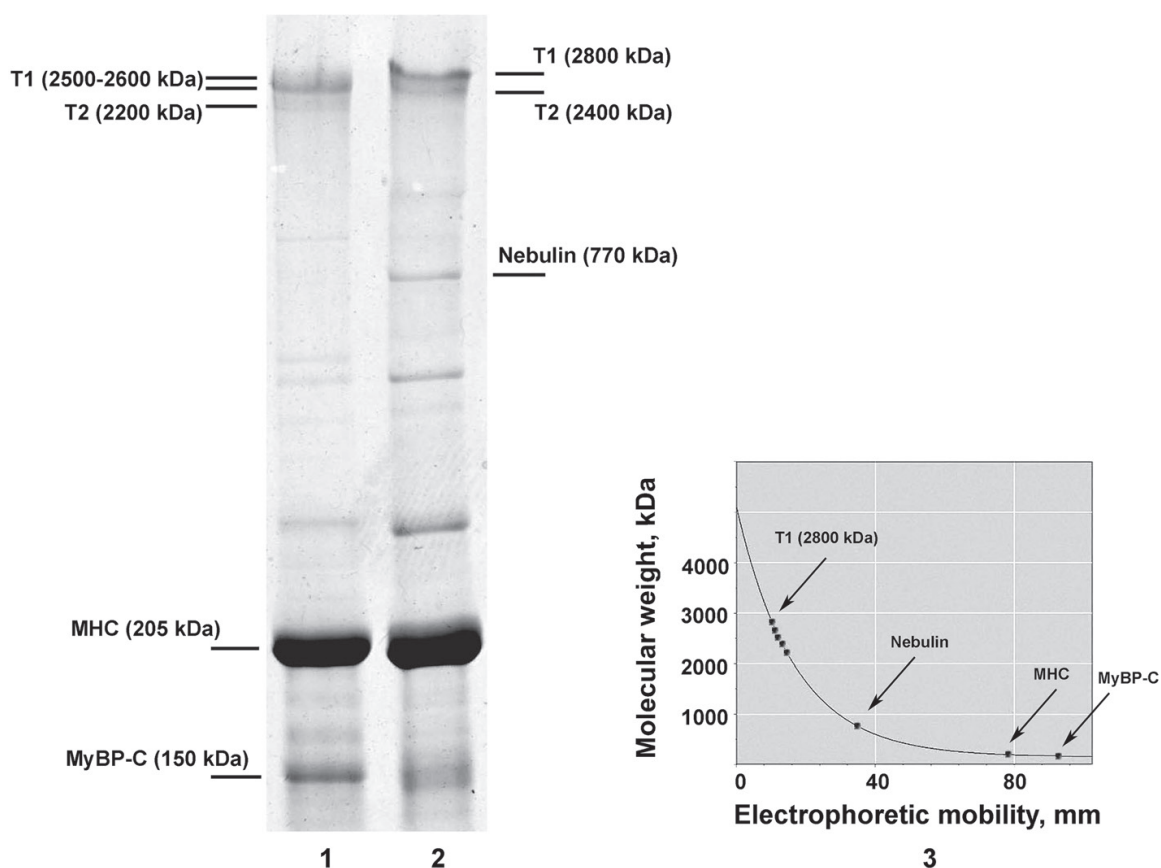 T1 (2500-2600 kDa)
T2 (2200 kDa)
MHC (205 kDa)
MyBP-C (150 kDa)
T1 (2800 kDa)
T2 (2400 kDa)
Nebulin (770 kDa)
1
2
Molecular weight, kDa
4000
3000
2000
1000
T1 (2800 kDa)
Nebulin
MHC
MyBP-C
0
40
80
Electrophoretic mobility, mm
3